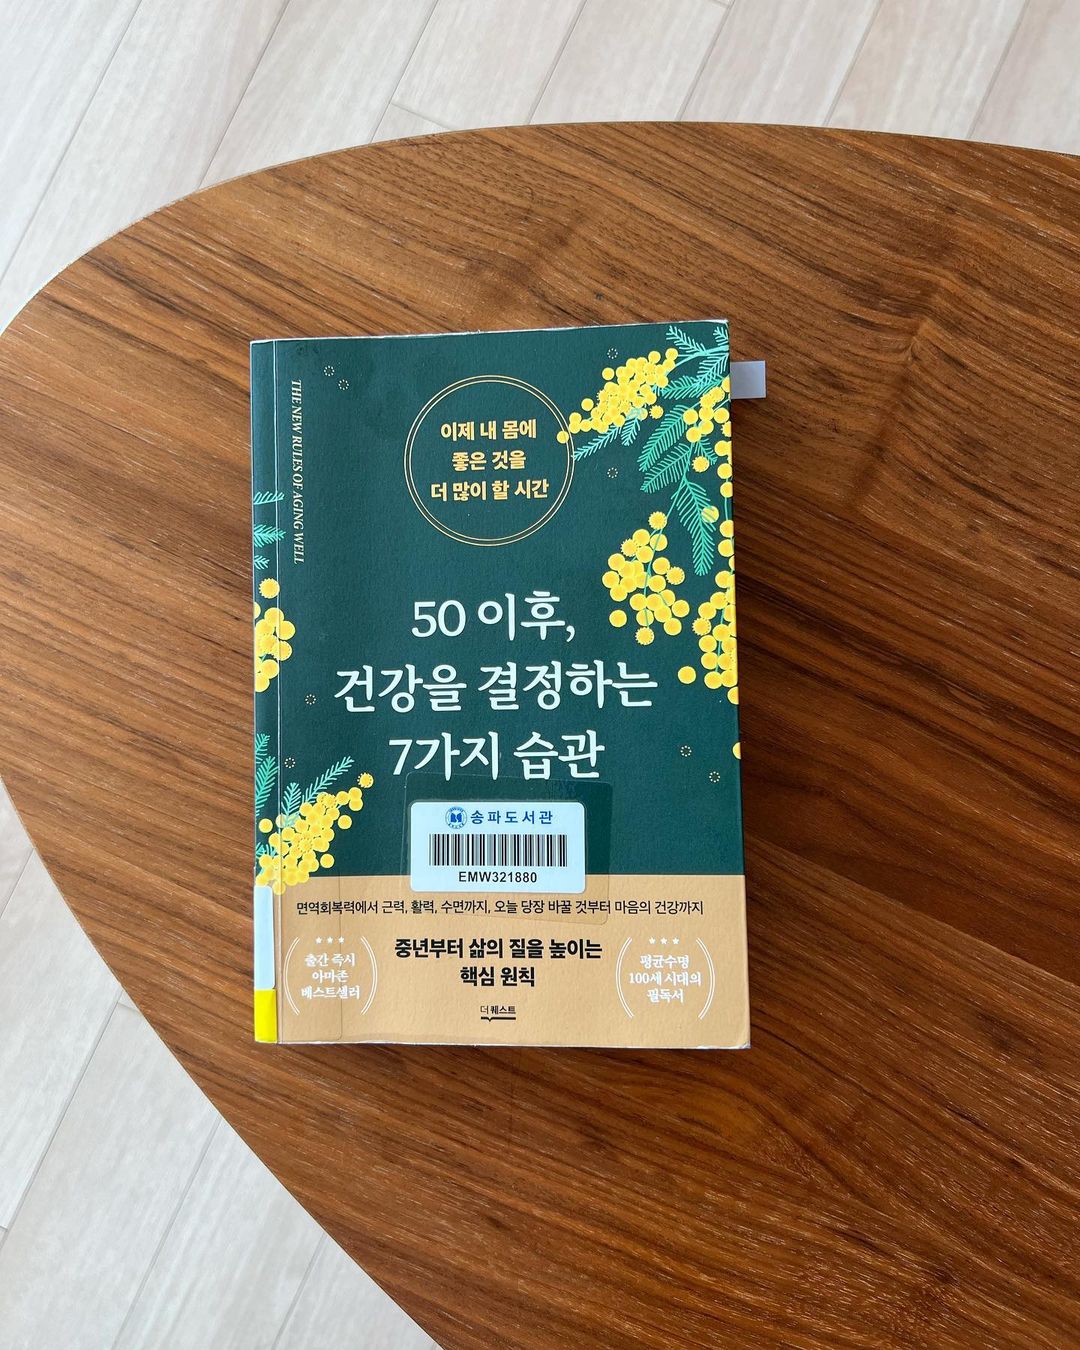 THE NEW RULES OF AGING WELL
이제 내 몸에
좋은 것을
더 많이 할 시간
50 이후,
건강을 결정하는
7가지 습관
송파도서관
EMW321880
면역회복력에서 근력, 활력, 수면까지, 오늘 당장 바꿀 것부터 마음의 건강까지
출간 즉시
아마존
베스트셀러
중년부터 삶의 질을 높이는
핵심 원칙
평균수명
100세 시대의
필독서
더퀘스트